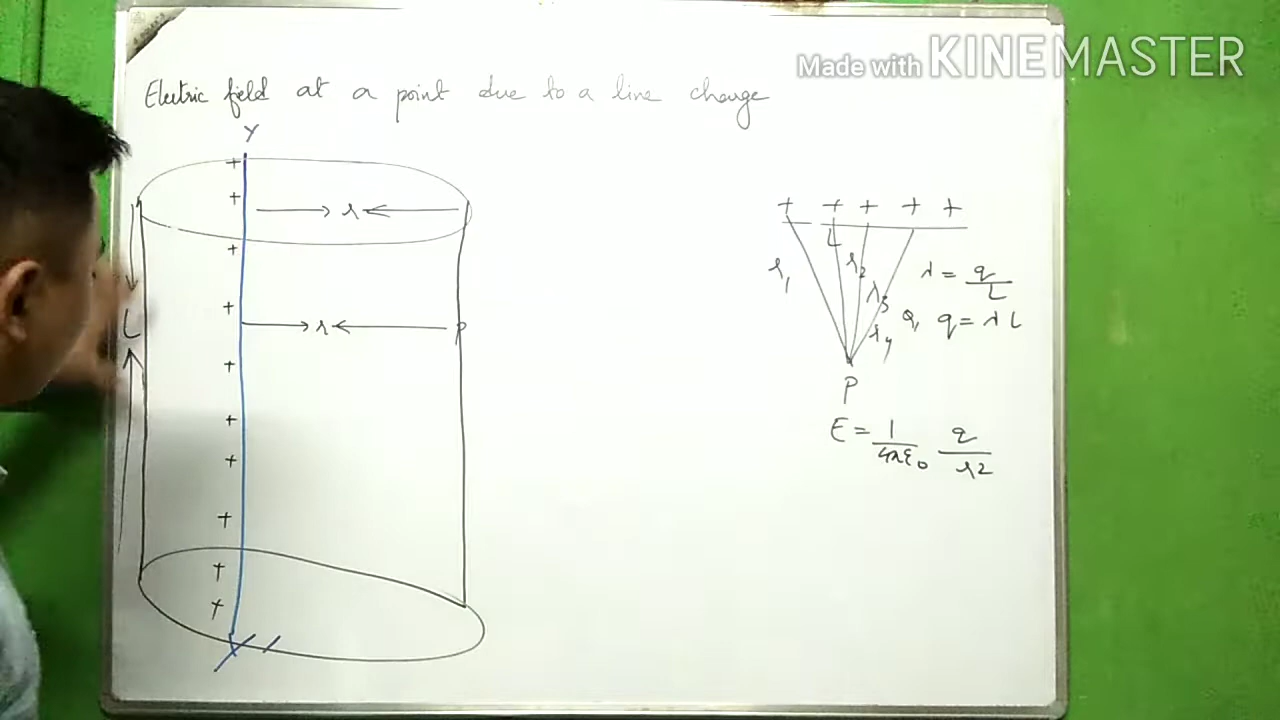 Made with KINEMASTER
Electric field at a point due to a line charge
Y
+
+
+
+
+
+
+
+
+
+
r
r P
L
+ + + + +
L
r1 r2 r3 r4
λ = q/L
q = λL
P
E = 1/4πε0 q/r2